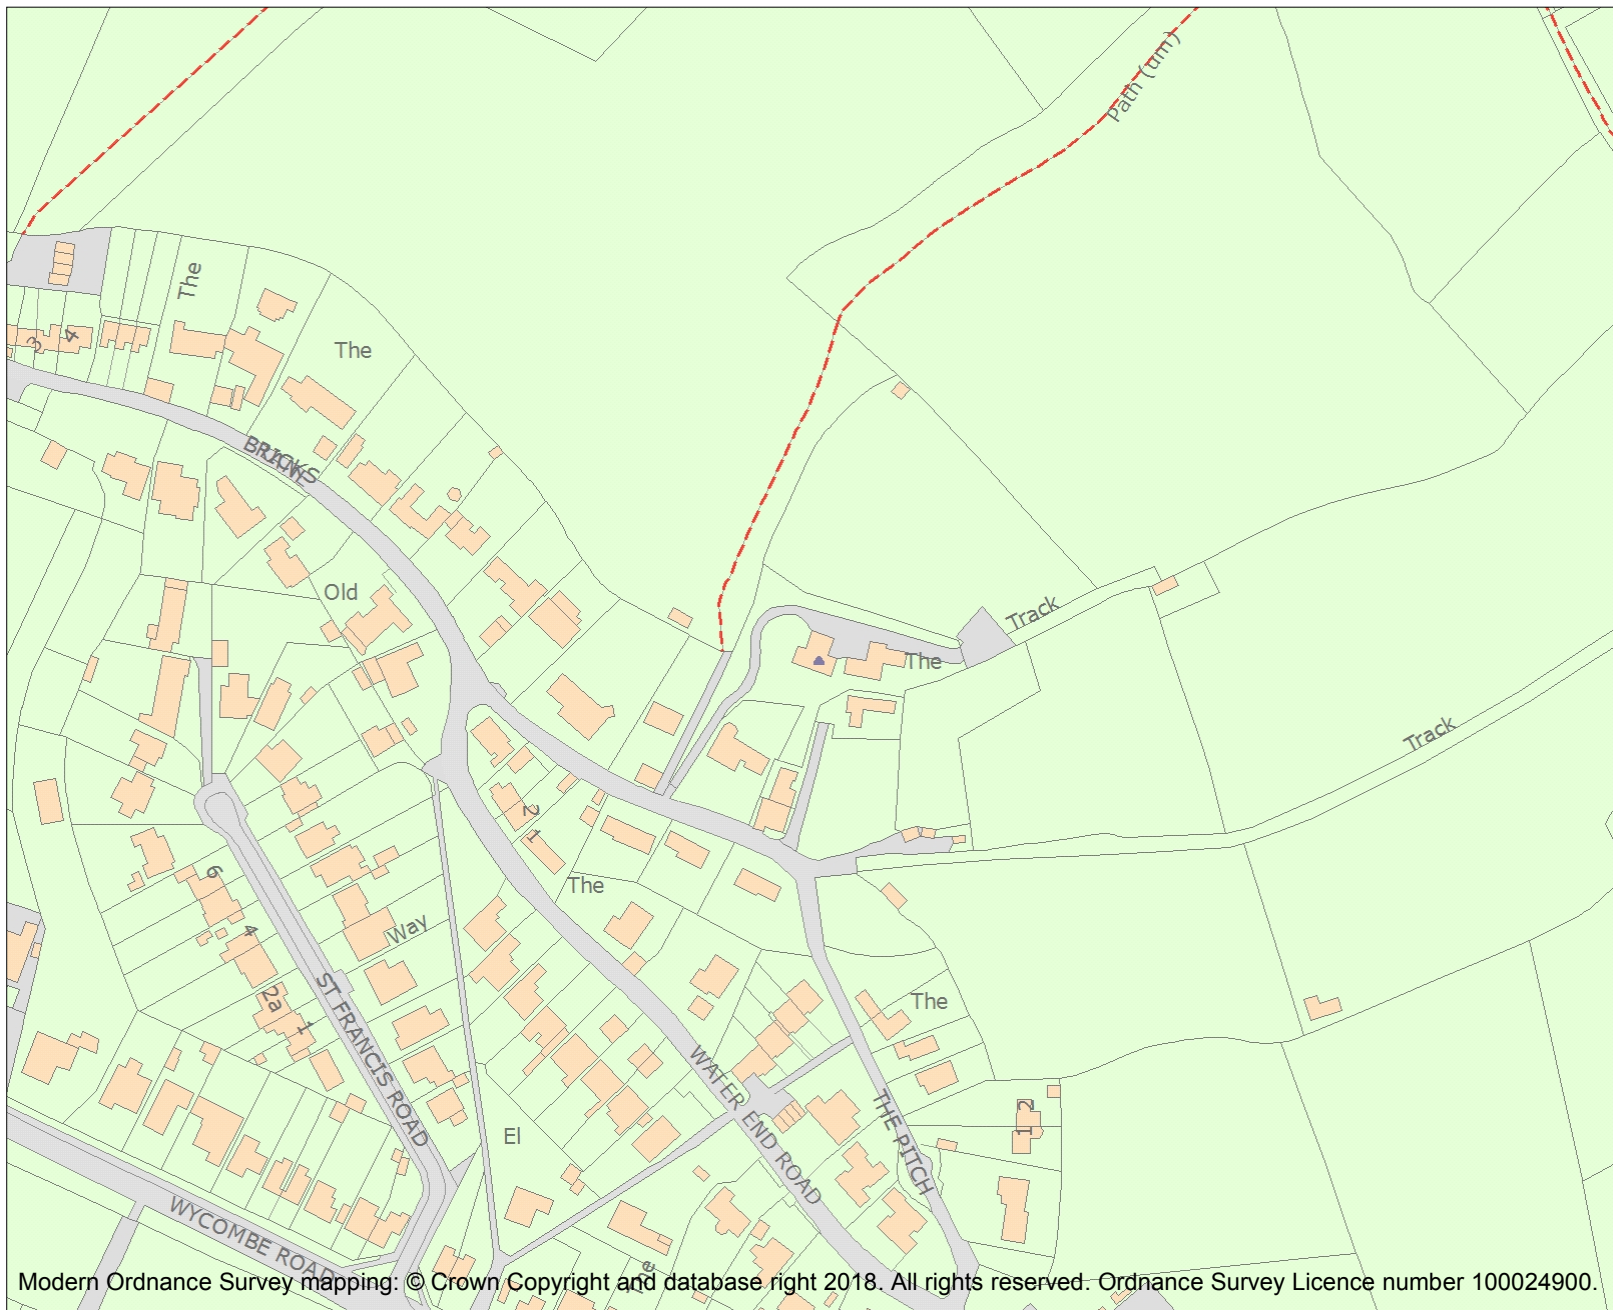 Path (um)
The
3
4
The
BRICKS
Old
Track
The
Track
2
1
The
6
Way
4
2a
1
ST FRANCIS ROAD
The
WATER END ROAD
THE PITCH
2
1
El
WYCOMBE ROAD
The
Modern Ordnance Survey mapping: © Crown Copyright and database right 2018. All rights reserved. Ordnance Survey Licence number 100024900.